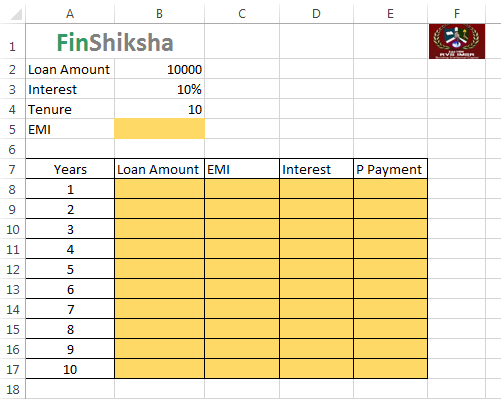 A B C D E F
1 FinShiksha
2 Loan Amount 10000
3 Interest 10%
4 Tenure 10
5 EMI
6
7 Years Loan Amount EMI Interest P Payment
8 1
9 2
10 3
11 4
12 5
13 6
14 7
15 8
16 9
17 10
18